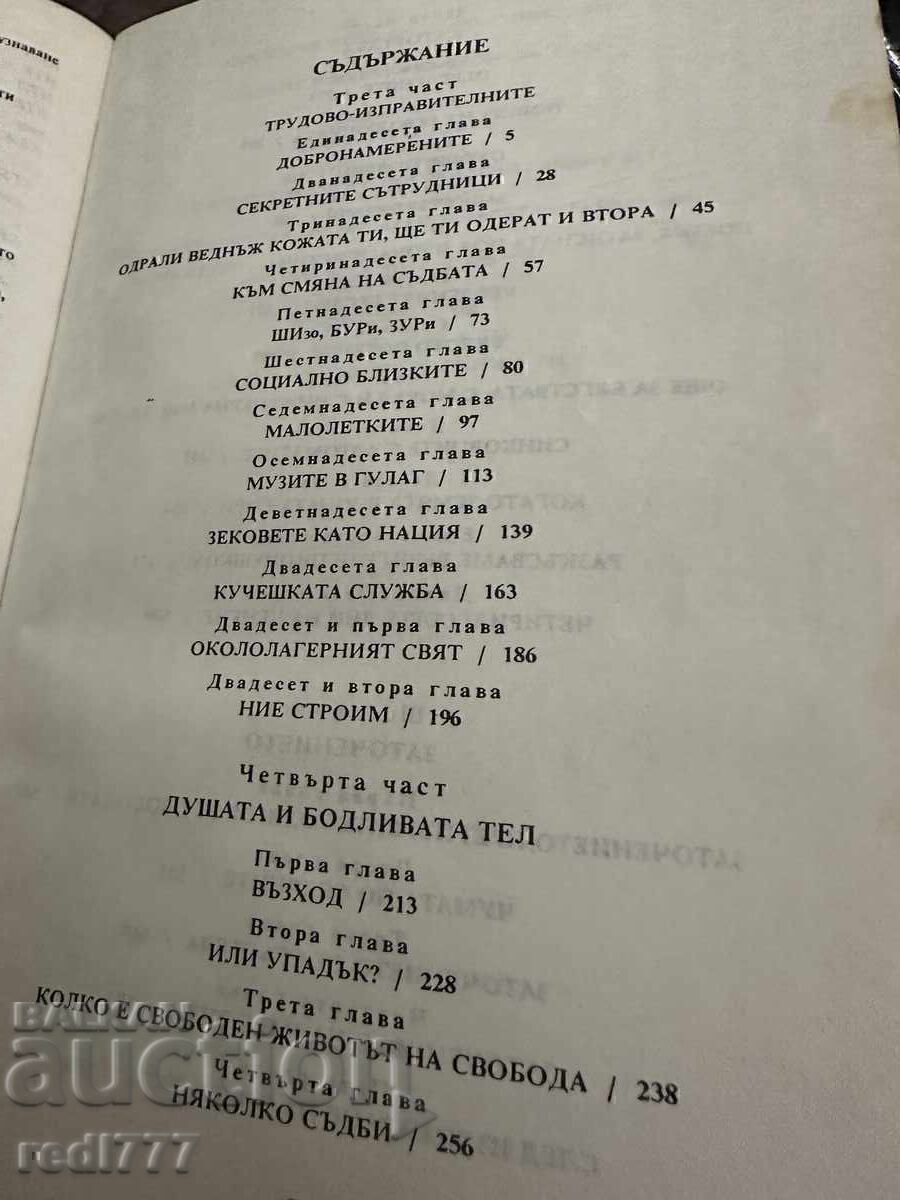 узнаване
СЪДЪРЖАНИЕ
Трета част
ТРУДОВО-ИЗПРАВИТЕЛНИТЕ
Единадесета глава
ДОБРОНАМЕРЕНИТЕ / 5
Дванадесета глава
СЕКРЕТНИТЕ СЪТРУДНИЦИ / 28
Тринадесета глава
ОДРАЛИ ВЕДНЪЖ КОЖАТА ТИ, ЩЕ ТИ ОДЕРАТ И ВТОРА / 45
Четиринадесета глава
КЪМ СМЯНА НА СЪДБАТА / 57
Петнадесета глава
ШИзо, БУРи, ЗУРи / 73
Шестнадесета глава
СОЦИАЛНО БЛИЗКИТЕ / 80
Седемнадесета глава
МАЛОЛЕТКИТЕ / 97
Осемнадесета глава
МУЗИТЕ В ГУЛАГ / 113
Деветнадесета глава
ЗЕКОВЕТЕ КАТО НАЦИЯ / 139
Двадесета глава
КУЧЕШКАТА СЛУЖБА / 163
Двадесет и първа глава
ОКОЛОЛАГЕРНИЯТ СВЯТ / 186
Двадесет и втора глава
НИЕ СТРОИМ / 196
Четвърта част
ДУШАТА И БОДЛИВАТА ТЕЛ
Първа глава
ВЪЗХОД / 213
Втора глава
ИЛИ УПАДЪК? / 228
Трета глава
КОЛКО Е СВОБОДЕН ЖИВОТЪТ НА СВОБОДА / 238
Четвърта глава
НЯКОЛКО СЪДБИ / 256
BALKAN
auction
redl777